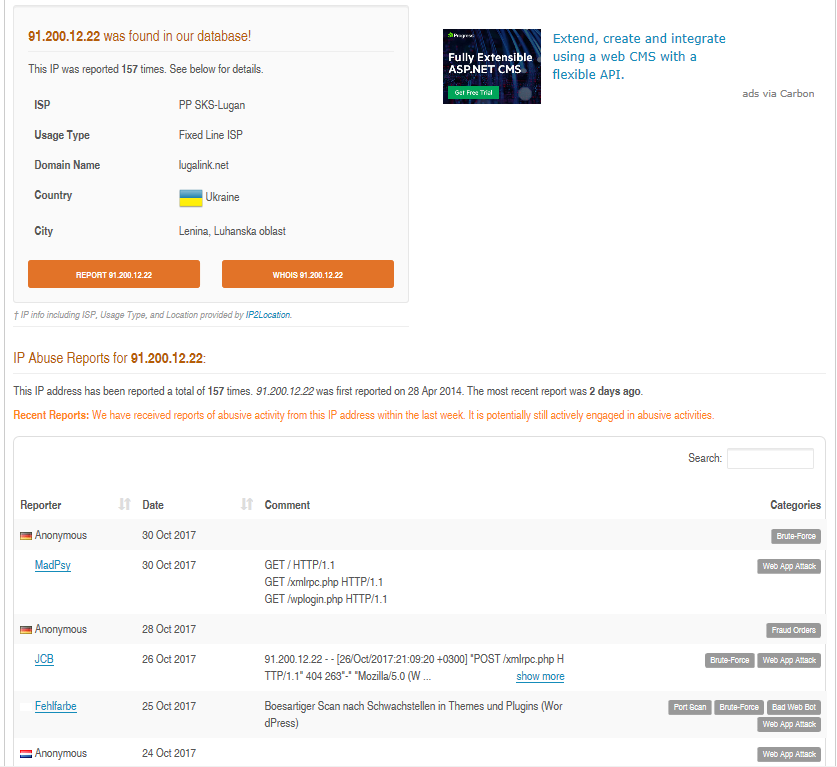 91.200.12.22 was found in our database!
This IP was reported 157 times. See below for details.
ISP PP SKS-Lugan
Usage Type Fixed Line ISP
Domain Name lugalink.net
Country Ukraine
City Lenina, Luhanska oblast
REPORT 91.200.12.22 WHOIS 91.200.12.22
† IP info including ISP, Usage Type, and Location provided by IP2Location.
Progress
Fully Extensible
ASP.NET CMS
Get Free Trial
Extend, create and integrate
using a web CMS with a
flexible API.
ads via Carbon
IP Abuse Reports for 91.200.12.22:
This IP address has been reported a total of 157 times. 91.200.12.22 was first reported on 28 Apr 2014. The most recent report was 2 days ago.
Recent Reports: We have received reports of abusive activity from this IP address within the last week. It is potentially still actively engaged in abusive activities.
Search:
Reporter Date Comment Categories
Anonymous 30 Oct 2017 Brute-Force
MadPsy 30 Oct 2017 GET / HTTP/1.1 Web App Attack
GET /xmlrpc.php HTTP/1.1
GET /wplogin.php HTTP/1.1
Anonymous 28 Oct 2017 Fraud Orders
JCB 26 Oct 2017 91.200.12.22 - - [26/Oct/2017:21:09:20 +0300] "POST /xmlrpc.php H Brute-Force Web App Attack
TTP/1.1" 404 263"-" "Mozilla/5.0 (W ... show more
Fehlfarbe 25 Oct 2017 Boesartiger Scan nach Schwachstellen in Themes und Plugins (Wor Port Scan Brute-Force Bad Web Bot
dPress) Web App Attack
Anonymous 24 Oct 2017 Web App Attack